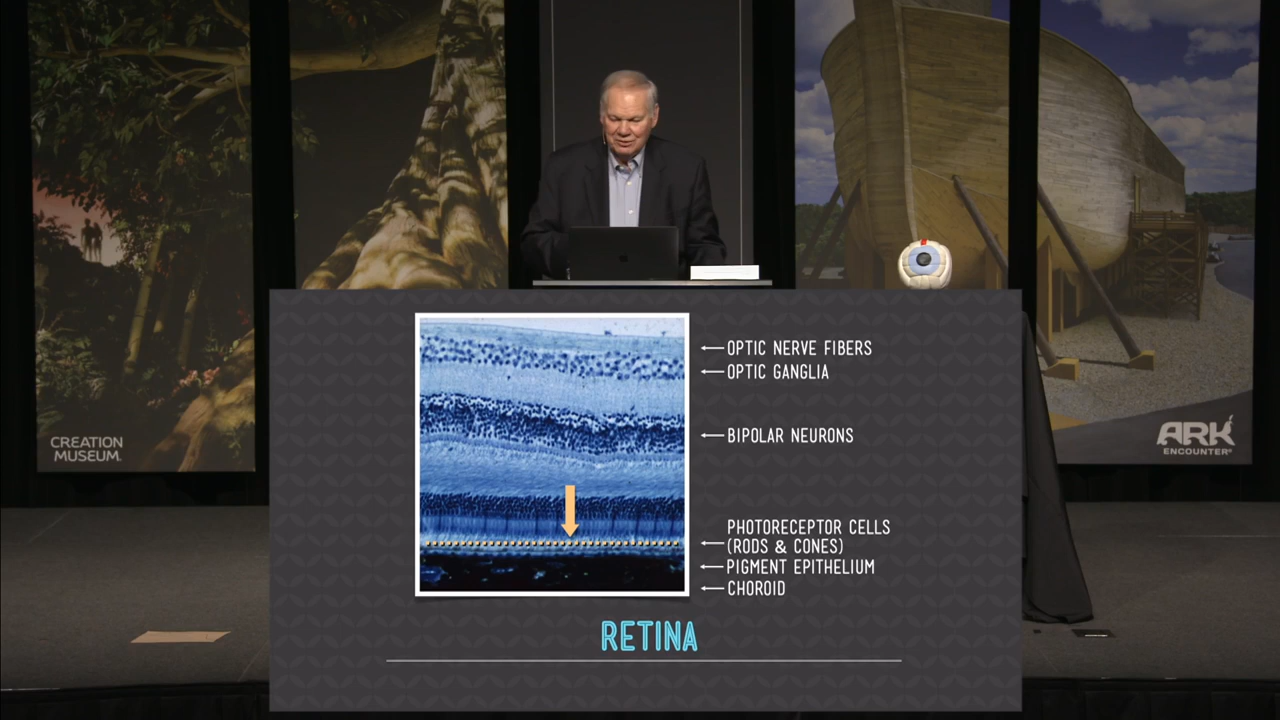 CREATION
MUSEUM
ARK
ENCOUNTER
OPTIC NERVE FIBERS
OPTIC GANGLIA
BIPOLAR NEURONS
PHOTORECEPTOR CELLS
(RODS & CONES)
PIGMENT EPITHELIUM
CHOROID
RETINA